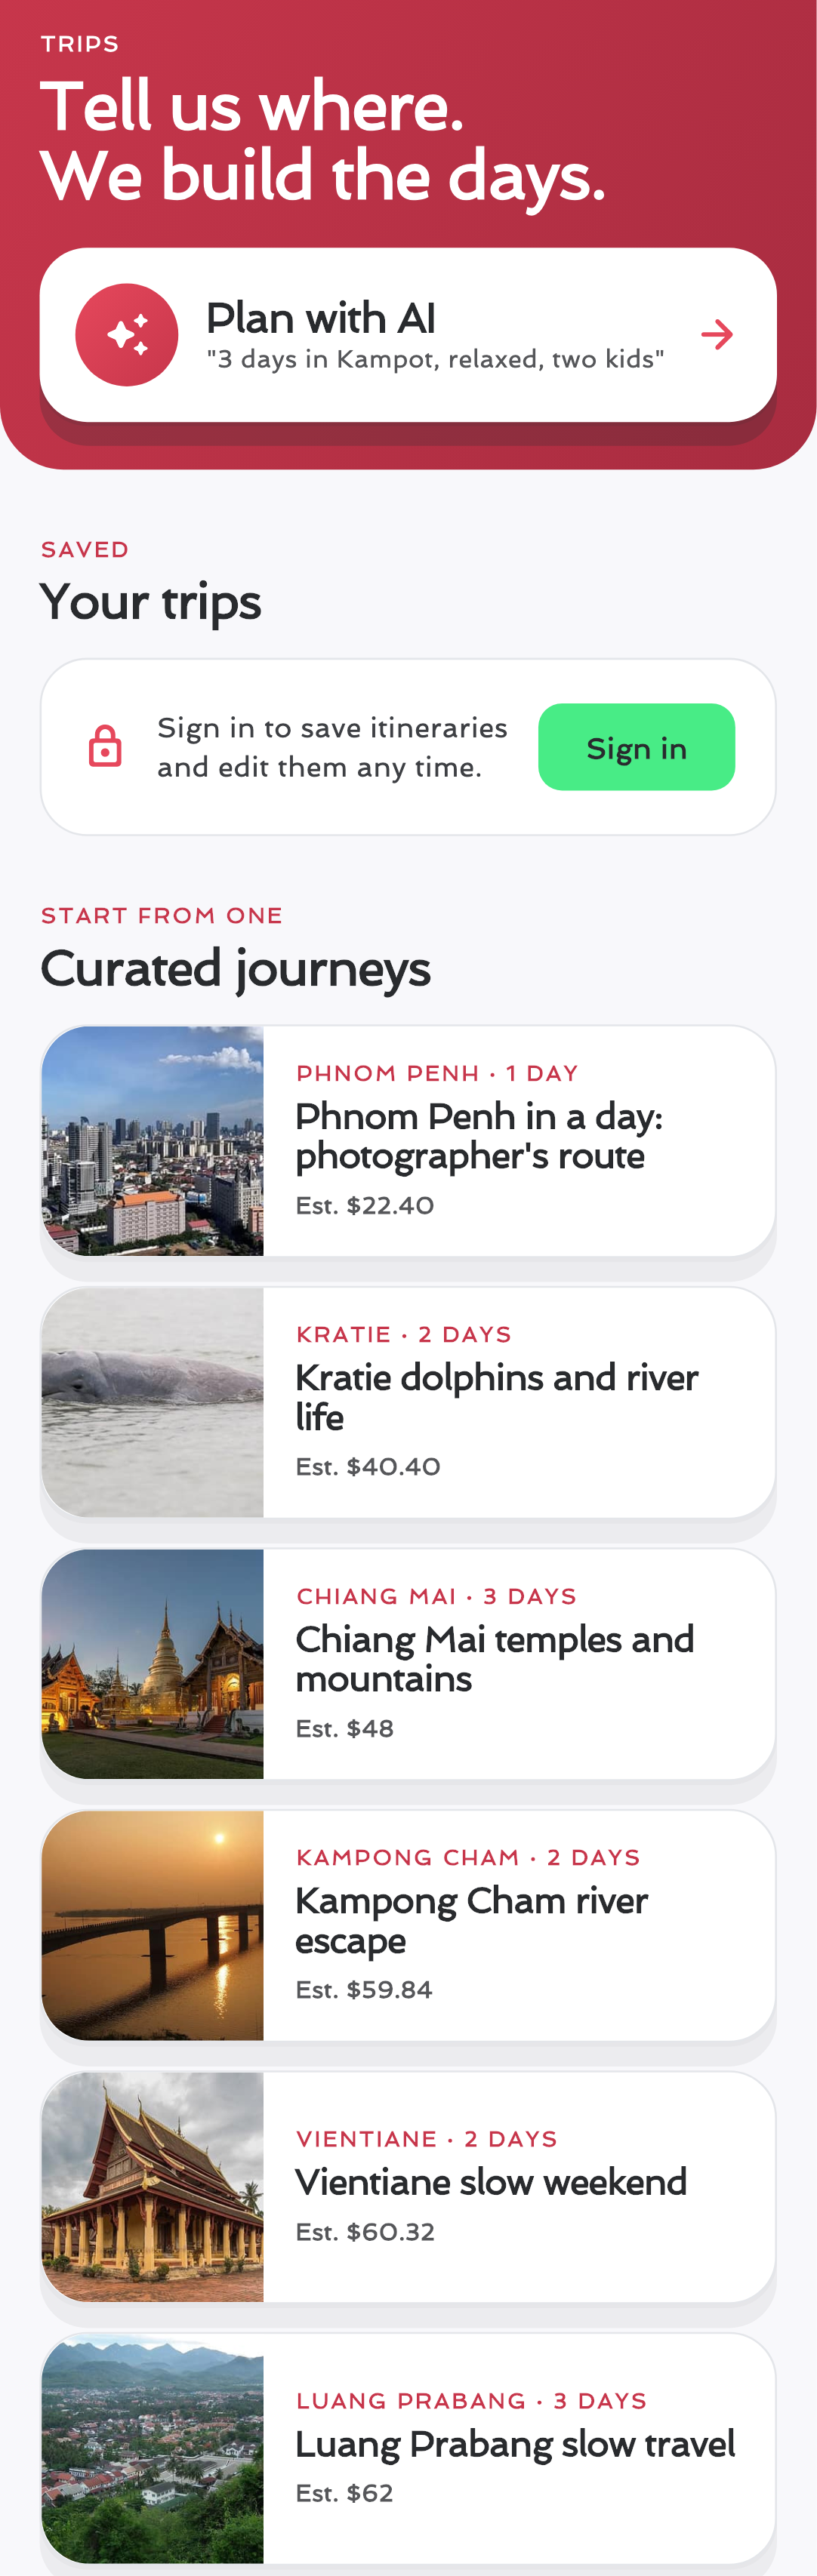 TRIPS
Tell us where.
We build the days.
Plan with AI
"3 days in Kampot, relaxed, two kids"
SAVED
Your trips
Sign in to save itineraries
and edit them any time.
Sign in
START FROM ONE
Curated journeys
PHNOM PENH · 1 DAY
Phnom Penh in a day:
photographer's route
Est. $22.40
KRATIE · 2 DAYS
Kratie dolphins and river
life
Est. $40.40
CHIANG MAI · 3 DAYS
Chiang Mai temples and
mountains
Est. $48
KAMPONG CHAM · 2 DAYS
Kampong Cham river
escape
Est. $59.84
VIENTIANE · 2 DAYS
Vientiane slow weekend
Est. $60.32
LUANG PRABANG · 3 DAYS
Luang Prabang slow travel
Est. $62